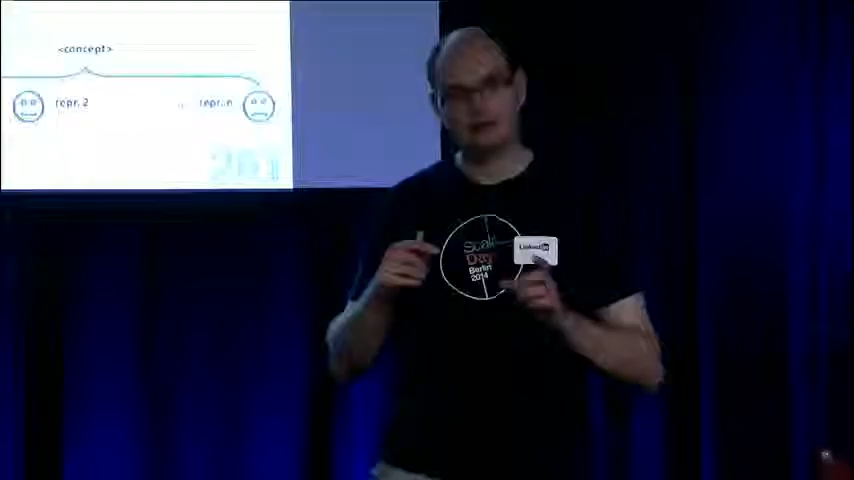 <concept>
repr. 2
repr. n
Scala
Days
Berlin
2014
LinkedIn